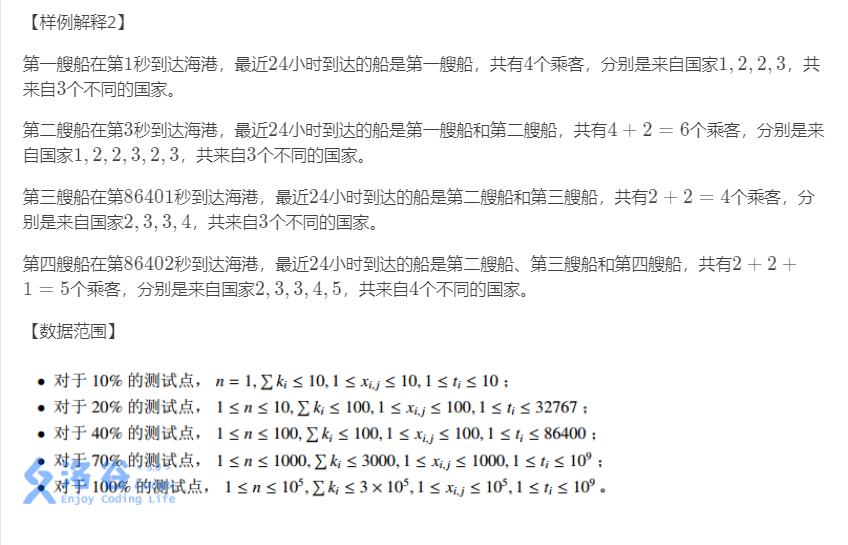 【样例解释2】
第一艘船在第1秒到达海港，最近24小时到达的船是第一艘船，共有4个乘客，分别是来自国家1, 2, 2, 3，共
来自3个不同的国家。
第二艘船在第3秒到达海港，最近24小时到达的船是第一艘船和第二艘船，共有4 + 2 = 6个乘客，分别是来
自国家1, 2, 2, 3, 2, 3，共来自3个不同的国家。
第三艘船在第86401秒到达海港，最近24小时到达的船是第二艘船和第三艘船，共有2 + 2 = 4个乘客，分
别是来自国家2, 3, 3, 4，共来自3个不同的国家。
第四艘船在第86402秒到达海港，最近24小时到达的船是第二艘船、第三艘船和第四艘船，共有2 + 2 +
1 = 5个乘客，分别是来自国家2, 3, 3, 4, 5，共来自4个不同的国家。
【数据范围】
• 对于 10% 的测试点， n = 1, ∑ kᵢ ≤ 10, 1 ≤ xᵢ,ⱼ ≤ 10, 1 ≤ tᵢ ≤ 10；
• 对于 20% 的测试点， 1 ≤ n ≤ 10, ∑ kᵢ ≤ 100, 1 ≤ xᵢ,ⱼ ≤ 100, 1 ≤ tᵢ ≤ 32767；
• 对于 40% 的测试点， 1 ≤ n ≤ 100, ∑ kᵢ ≤ 100, 1 ≤ xᵢ,ⱼ ≤ 100, 1 ≤ tᵢ ≤ 86400；
• 对于 70% 的测试点， 1 ≤ n ≤ 1000, ∑ kᵢ ≤ 3000, 1 ≤ xᵢ,ⱼ ≤ 1000, 1 ≤ tᵢ ≤ 10⁹；
• 对于 100% 的测试点， 1 ≤ n ≤ 10⁵, ∑ kᵢ ≤ 3 × 10⁵, 1 ≤ xᵢ,ⱼ ≤ 10⁵, 1 ≤ tᵢ ≤ 10⁹。
洛谷
Enjoy Coding Life